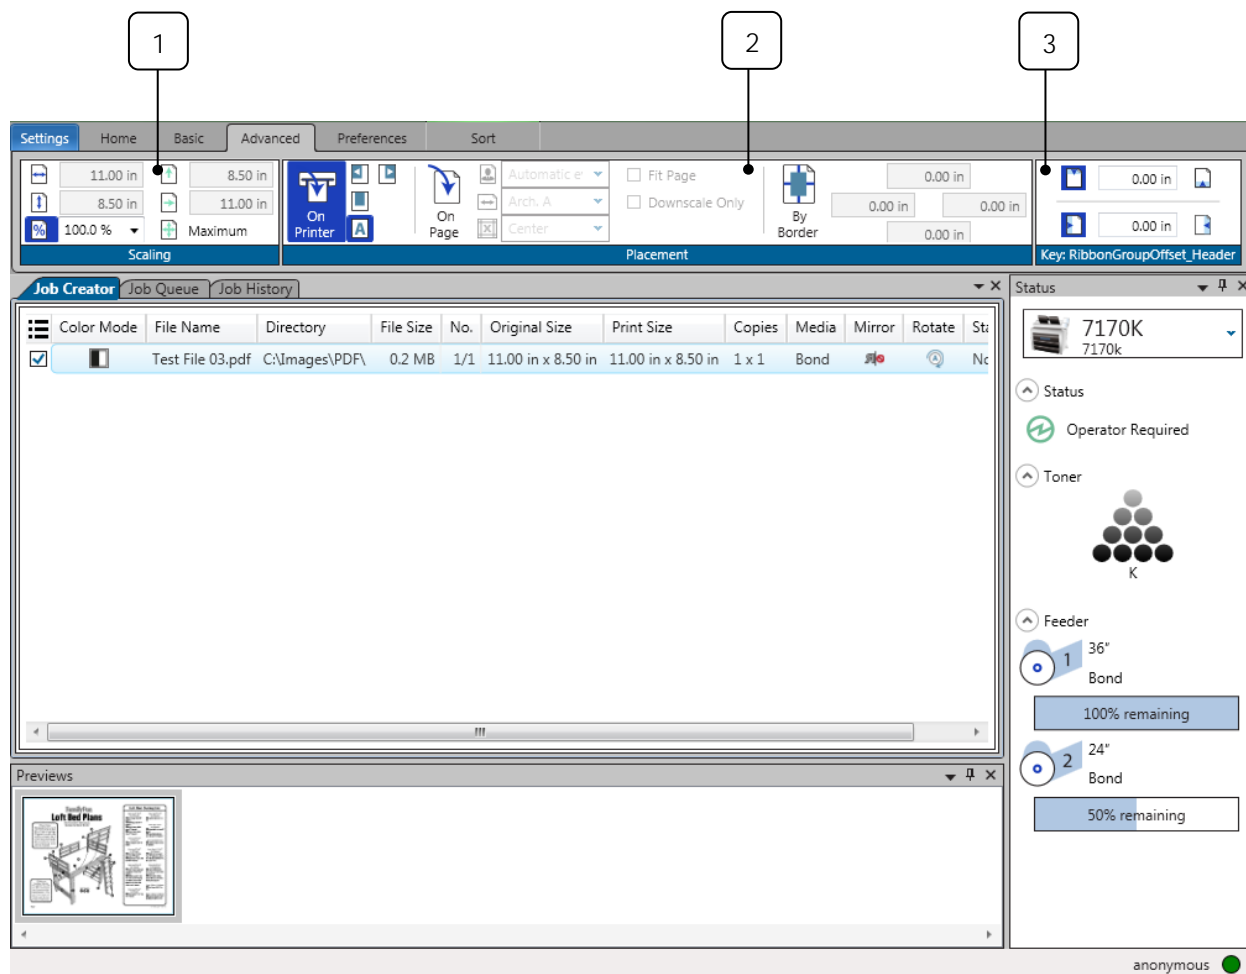 1 2 3
Settings Home Basic Advanced Preferences Sort
11.00 in 8.50 in Automatic e Fit Page 0.00 in 0.00 in
8.50 in 11.00 in On Printer On Page Arch. A Downscale Only By Border 0.00 in 0.00 in
% 100.0 % Maximum A Center 0.00 in 0.00 in
Scaling Placement Key: RibbonGroupOffset_Header
Job Creator Job Queue Job History
Color Mode File Name Directory File Size No. Original Size Print Size Copies Media Mirror Rotate Sta
Test File 03.pdf C:\Images\PDF\ 0.2 MB 1/1 11.00 in x 8.50 in 11.00 in x 8.50 in 1 x 1 Bond No
Status
7170K
7170k
Status
Operator Required
Toner
K
Feeder
1 36"
Bond
100% remaining
2 24"
Bond
50% remaining
Previews
Loft Bed Plans
anonymous